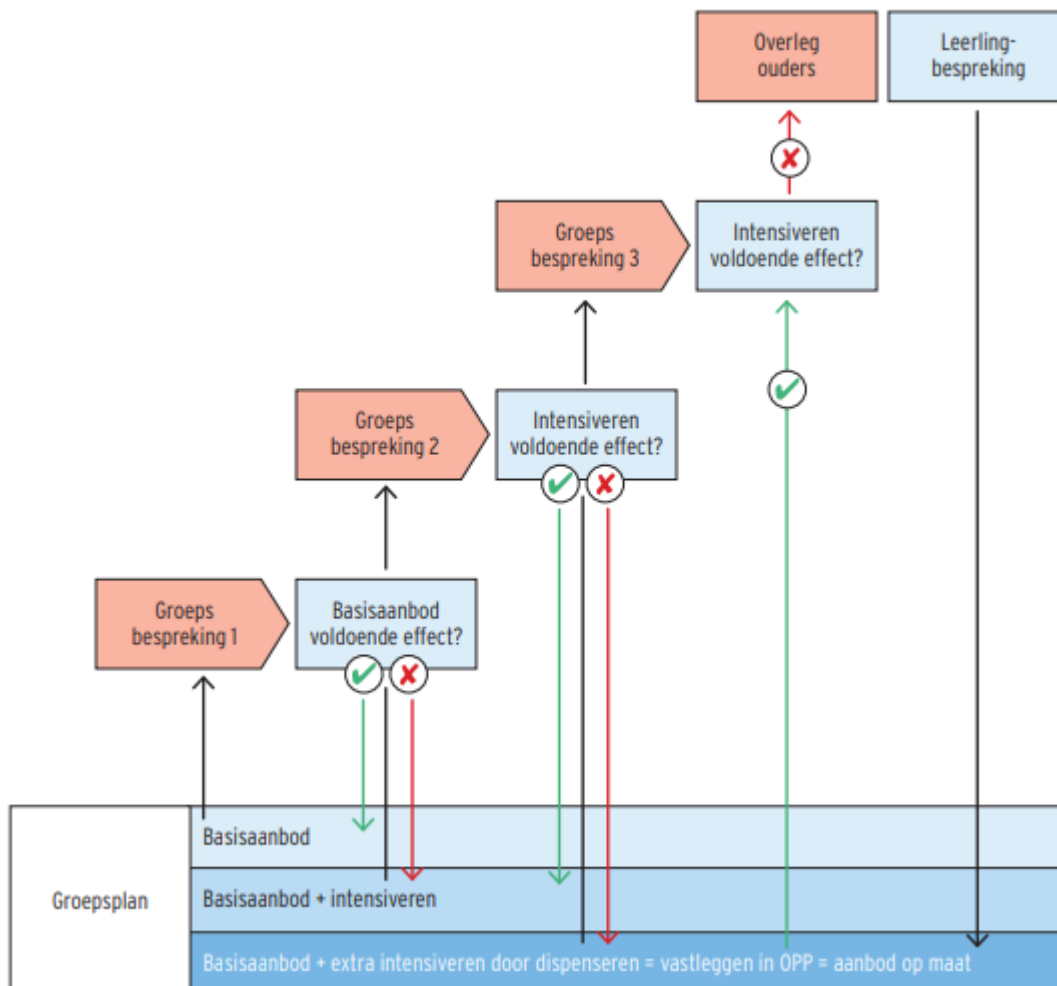 Overleg
ouders
Leerling-
bespreking
Groeps
bespreking 3
Intensiveren
voldoende effect?
Groeps
bespreking 2
Intensiveren
voldoende effect?
Groeps
bespreking 1
Basisaanbod
voldoende effect?
Groepsplan
Basisaanbod
Basisaanbod + intensiveren
Basisaanbod + extra intensiveren door dispenseren = vastleggen in OPP = aanbod op maat